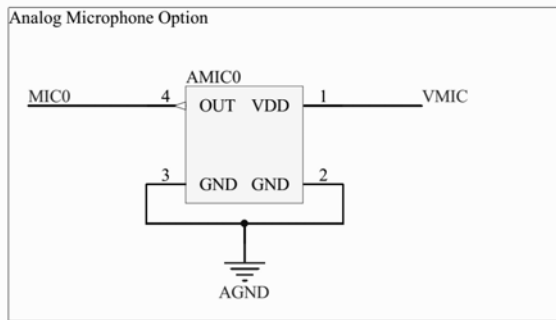 Analog Microphone Option
AMIC0
MIC0 4 OUT VDD 1 VMIC
3 GND GND 2
AGND